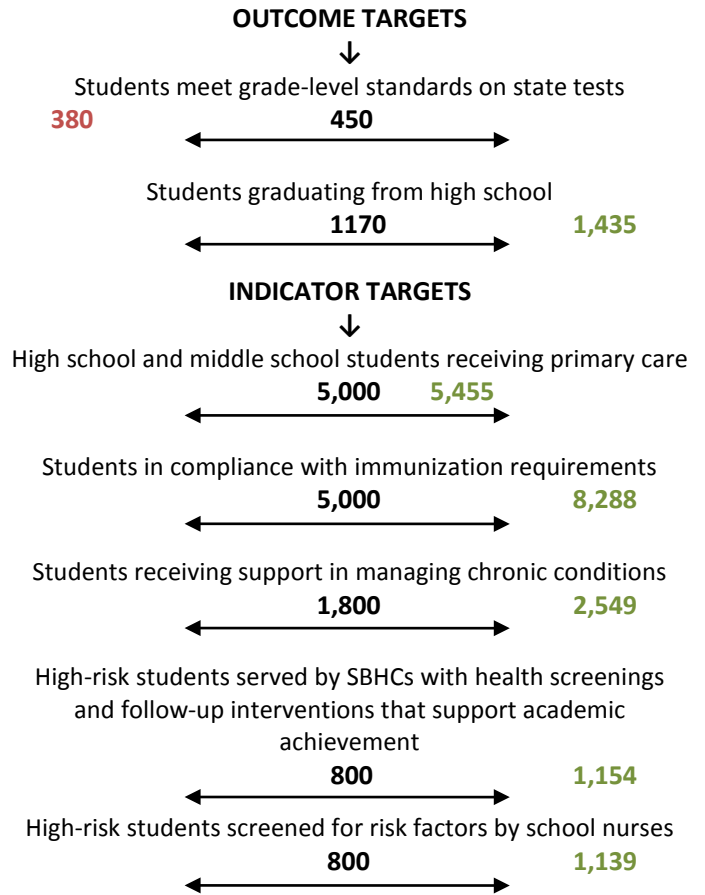 OUTCOME TARGETS
↓
Students meet grade-level standards on state tests
380 450
Students graduating from high school
1170 1,435
INDICATOR TARGETS
↓
High school and middle school students receiving primary care
5,000 5,455
Students in compliance with immunization requirements
5,000 8,288
Students receiving support in managing chronic conditions
1,800 2,549
High-risk students served by SBHCs with health screenings
and follow-up interventions that support academic
achievement
800 1,154
High-risk students screened for risk factors by school nurses
800 1,139